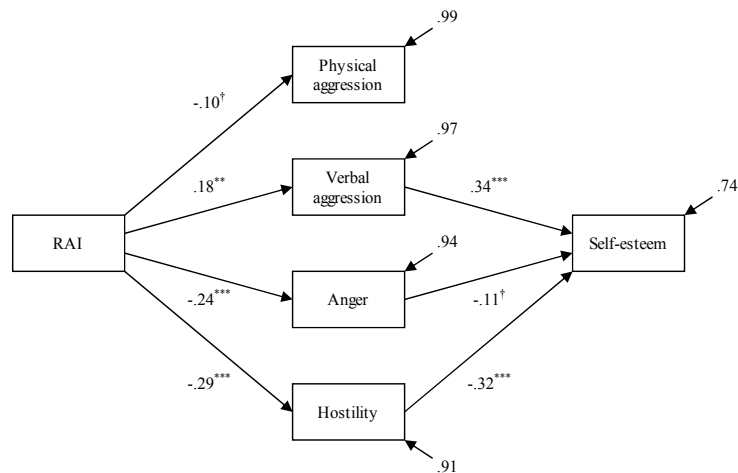 .99
Physical
aggression
-.10†
.97
Verbal
aggression
.18**
.34***
.74
RAI
Self-esteem
.94
Anger
-.24***
-.11†
-.29***
Hostility
-.32***
.91